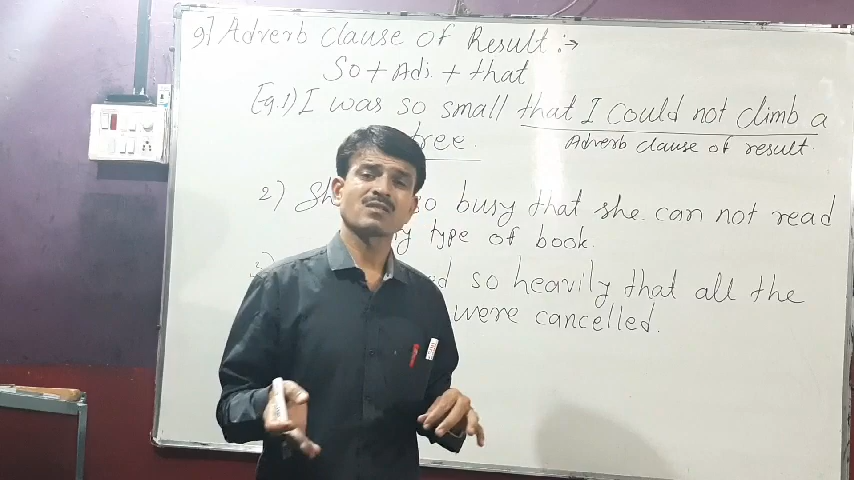 9] Adverb clause of Result :→
So + Adj. + that
Eg. 1) I was so small that I could not climb a
tree.
Adverb clause of result.
2) Sh so busy that she can not read
type of book.
3) so heavily that all the
were cancelled.